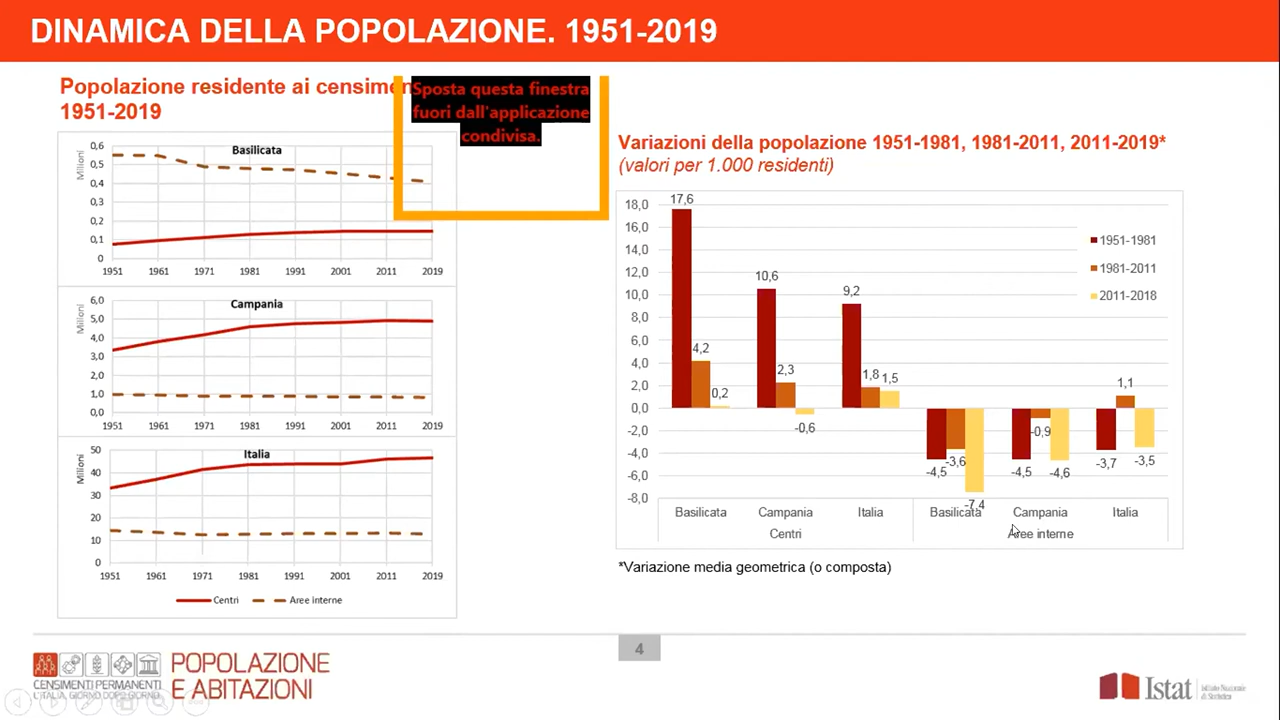 DINAMICA DELLA POPOLAZIONE. 1951-2019
Popolazione residente ai censimen
1951-2019
Sposta questa finestra
fuori dall'applicazione
condivisa.
Basilicata
Milioni
0,6
0,5
0,4
0,3
0,2
0,1
0
1951 1961 1971 1981 1991 2001 2011 2019
Campania
Milioni
6,0
5,0
4,0
3,0
2,0
1,0
0,0
1951 1961 1971 1981 1991 2001 2011 2019
Italia
Milioni
50
40
30
20
10
0
1951 1961 1971 1981 1991 2001 2011 2019
Centri Aree interne
Variazioni della popolazione 1951-1981, 1981-2011, 2011-2019*
(valori per 1.000 residenti)
18,0
16,0
14,0
12,0
10,0
8,0
6,0
4,0
2,0
0,0
-2,0
-4,0
-6,0
-8,0
17,6
4,2
0,2
10,6
2,3
-0,6
9,2
1,8
1,5
-4,5
-3,6
-7,4
-4,5
-0,9
-4,6
-3,7
1,1
-3,5
1951-1981
1981-2011
2011-2018
Basilicata Campania Italia Basilicata Campania Italia
Centri Aree interne
*Variazione media geometrica (o composta)
4
POPOLAZIONE
E ABITAZIONI
CENSIMENTI PERMANENTI
L'ITALIA, GIORNO DOPO GIORNO
Istat
Istituto Nazionale
di Statistica